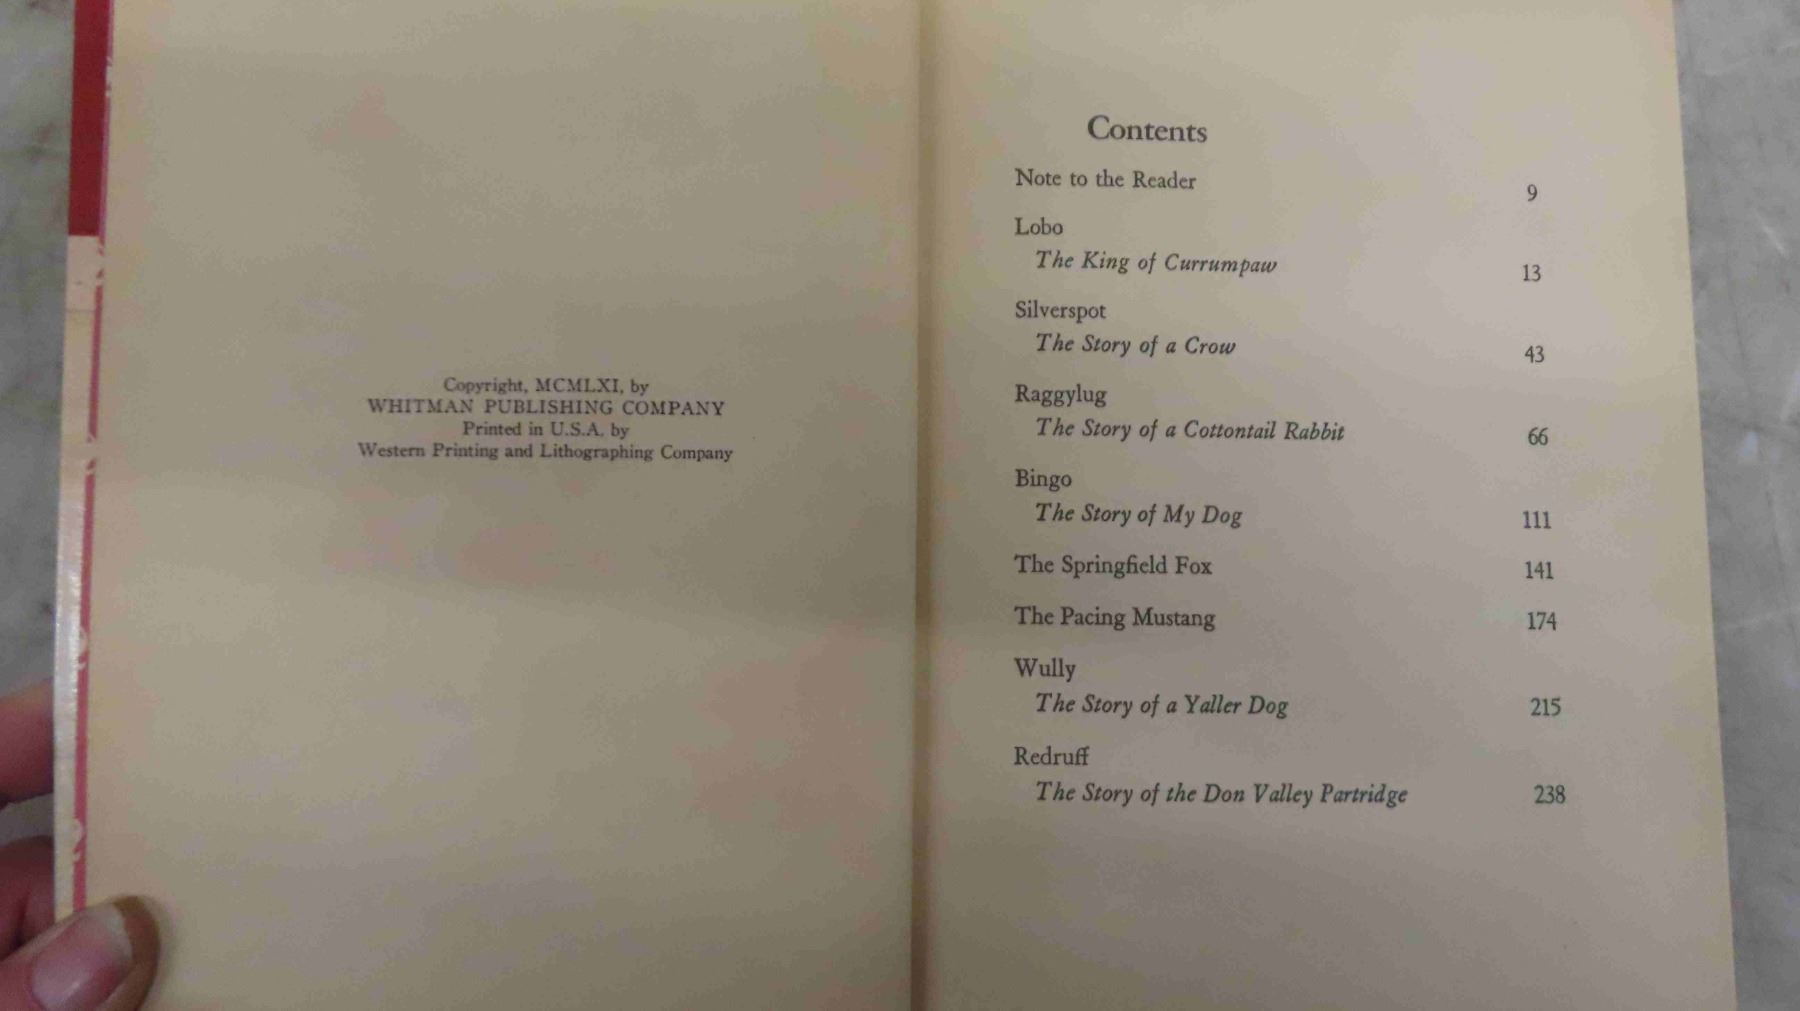 Copyright, MCMLXI, by
WHITMAN PUBLISHING COMPANY
Printed in U.S.A. by
Western Printing and Lithographing Company
Contents
Note to the Reader 9
Lobo
The King of Currumpaw 13
Silverspot
The Story of a Crow 43
Raggylug
The Story of a Cottontail Rabbit 66
Bingo
The Story of My Dog 111
The Springfield Fox 141
The Pacing Mustang 174
Wully
The Story of a Yaller Dog 215
Redruff
The Story of the Don Valley Partridge 238